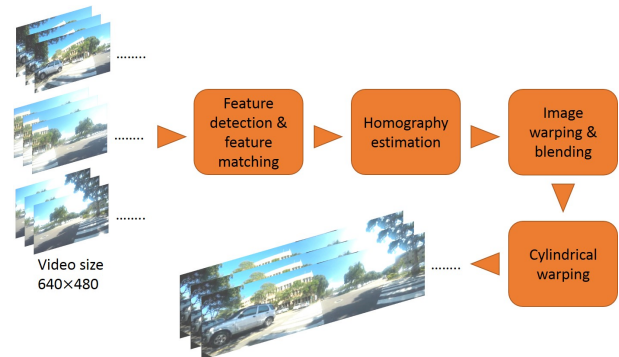 ........
........
........
Video size
640×480
Feature
detection &
feature
matching
Homography
estimation
Image
warping &
blending
Cylindrical
warping
........